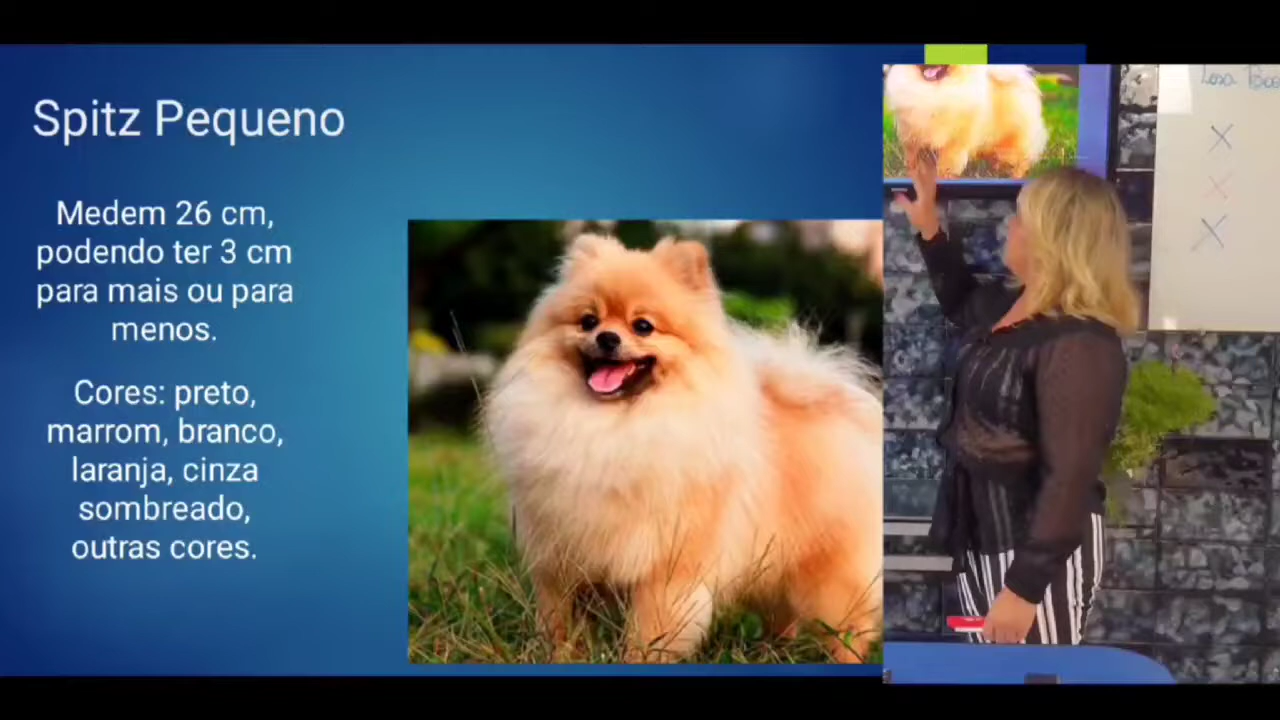 Spitz Pequeno
Medem 26 cm,
podendo ter 3 cm
para mais ou para
menos.
Cores: preto,
marrom, branco,
laranja, cinza
sombreado,
outras cores.